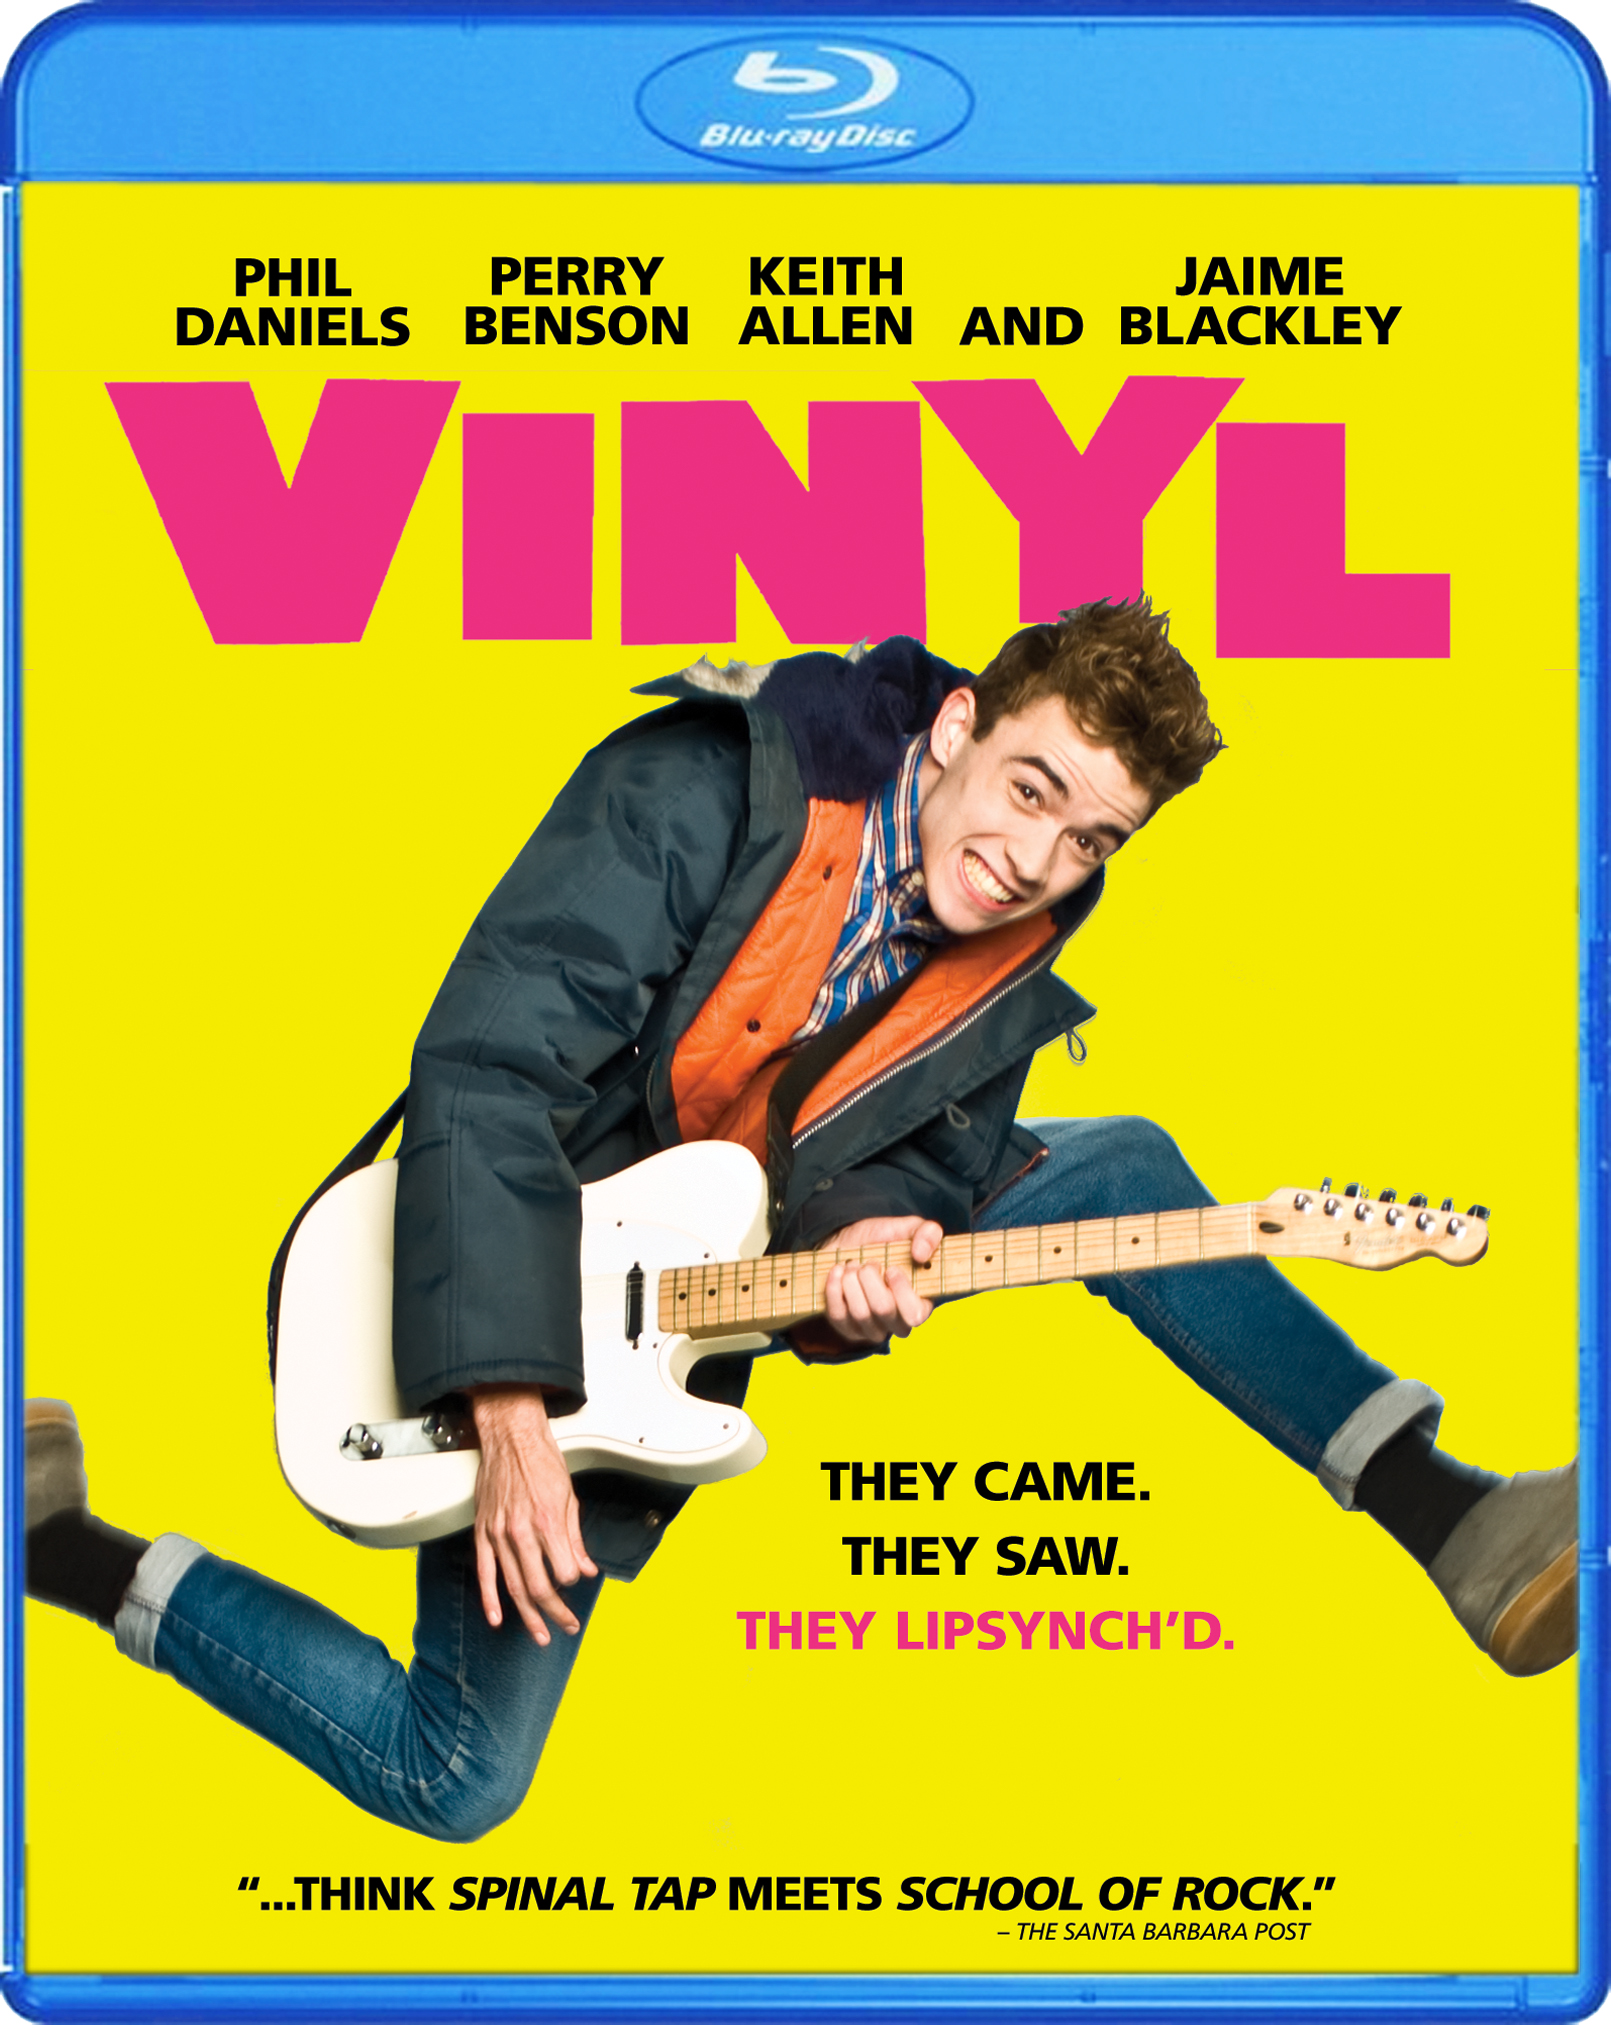 Blu-ray Disc
PHIL DANIELS
PERRY BENSON
KEITH ALLEN
AND
JAIME BLACKLEY
VINYL
THEY CAME.
THEY SAW.
THEY LIPSYNCH'D.
"...THINK SPINAL TAP MEETS SCHOOL OF ROCK."
– THE SANTA BARBARA POST